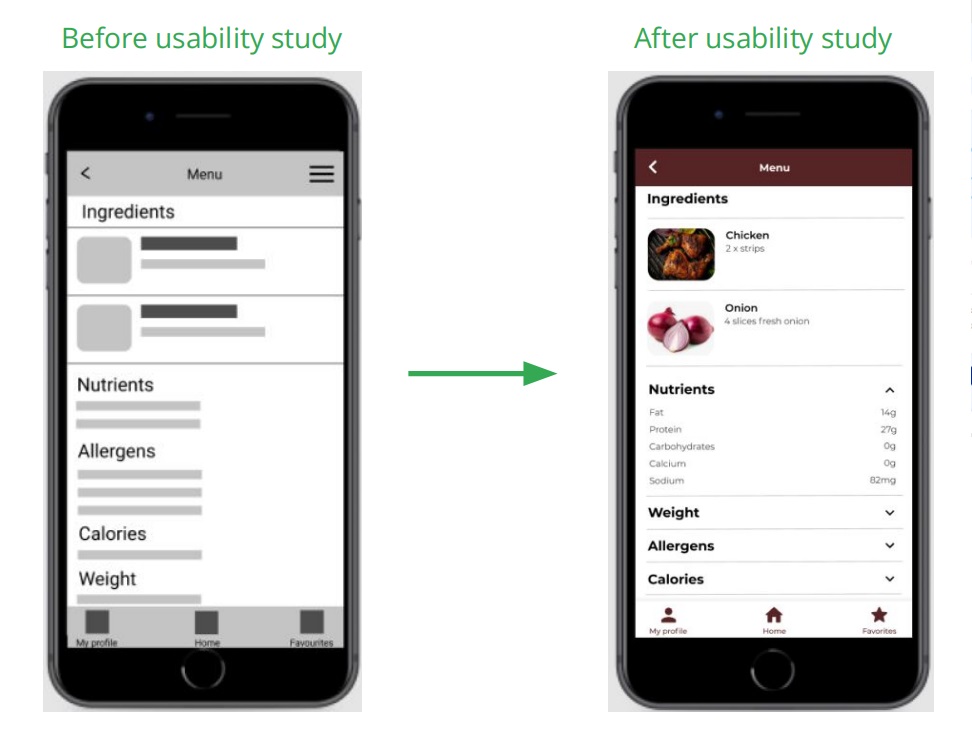 Before usability study
After usability study
<
Menu
Ingredients
Nutrients
Allergens
Calories
Weight
My profile
Home
Favourites
Menu
Ingredients
Chicken
2 x strips
Onion
4 slices fresh onion
Nutrients
Fat 14g
Protein 27g
Carbohydrates 0g
Calcium 0g
Sodium 82mg
Weight
Allergens
Calories
My profile
Home
Favorites